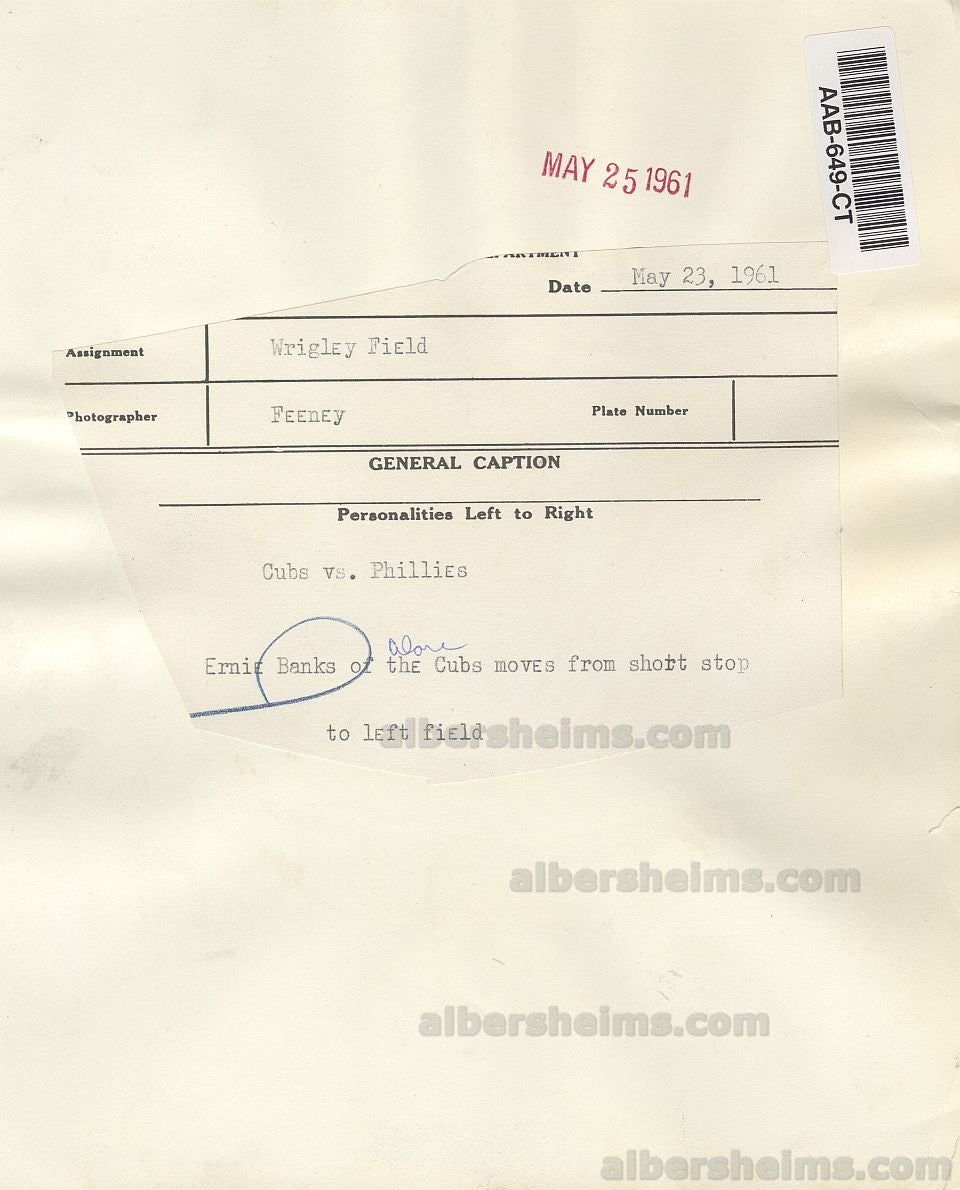 AAB-649-CT
MAY 25 1961
Date May 23, 1961
Assignment Wrigley Field
Photographer Feeney Plate Number
GENERAL CAPTION
Personalities Left to Right
Cubs vs. Phillies
alone
Ernie Banks of the Cubs moves from short stop
to left field
albersheims.com
albersheims.com
albersheims.com
albersheims.com